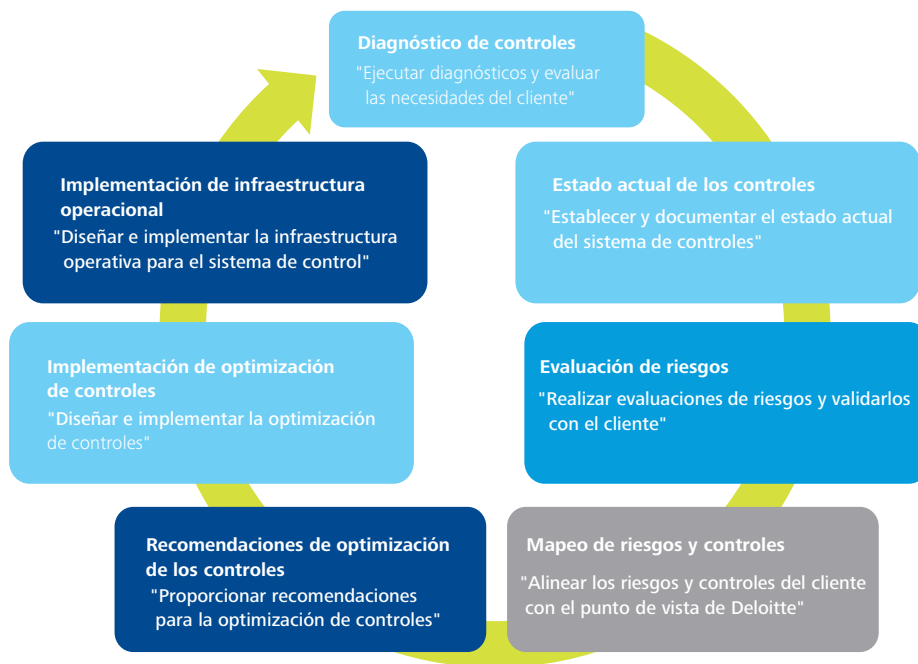 Diagnóstico de controles
"Ejecutar diagnósticos y evaluar
las necesidades del cliente"
Estado actual de los controles
"Establecer y documentar el estado actual
del sistema de controles"
Evaluación de riesgos
"Realizar evaluaciones de riesgos y validarlos
con el cliente"
Mapeo de riesgos y controles
"Alinear los riesgos y controles del cliente
con el punto de vista de Deloitte"
Recomendaciones de optimización
de los controles
"Proporcionar recomendaciones
para la optimización de controles"
Implementación de optimización
de controles
"Diseñar e implementar la optimización
de controles"
Implementación de infraestructura
operacional
"Diseñar e implementar la infraestructura
operativa para el sistema de control"